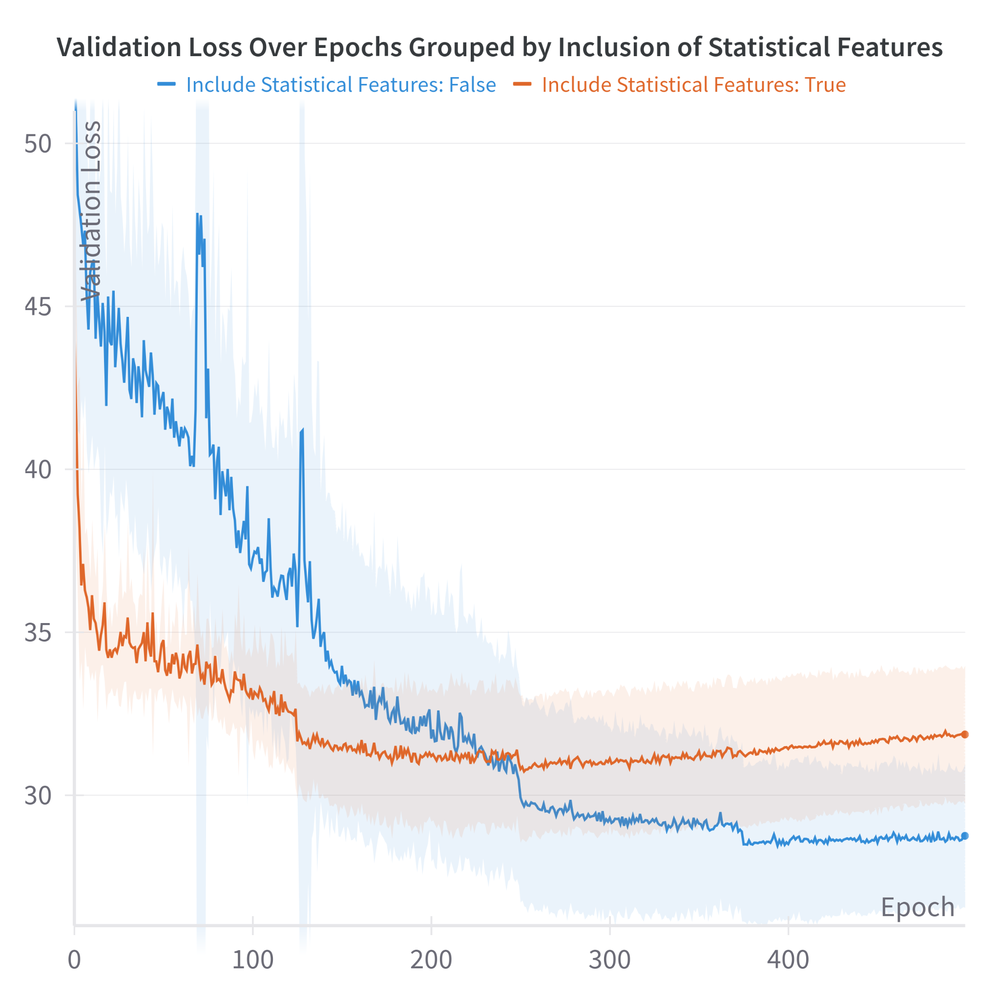 Validation Loss Over Epochs Grouped by Inclusion of Statistical Features
Include Statistical Features: False Include Statistical Features: True
Validation Loss
50
45
40
35
30
Epoch
0 100 200 300 400